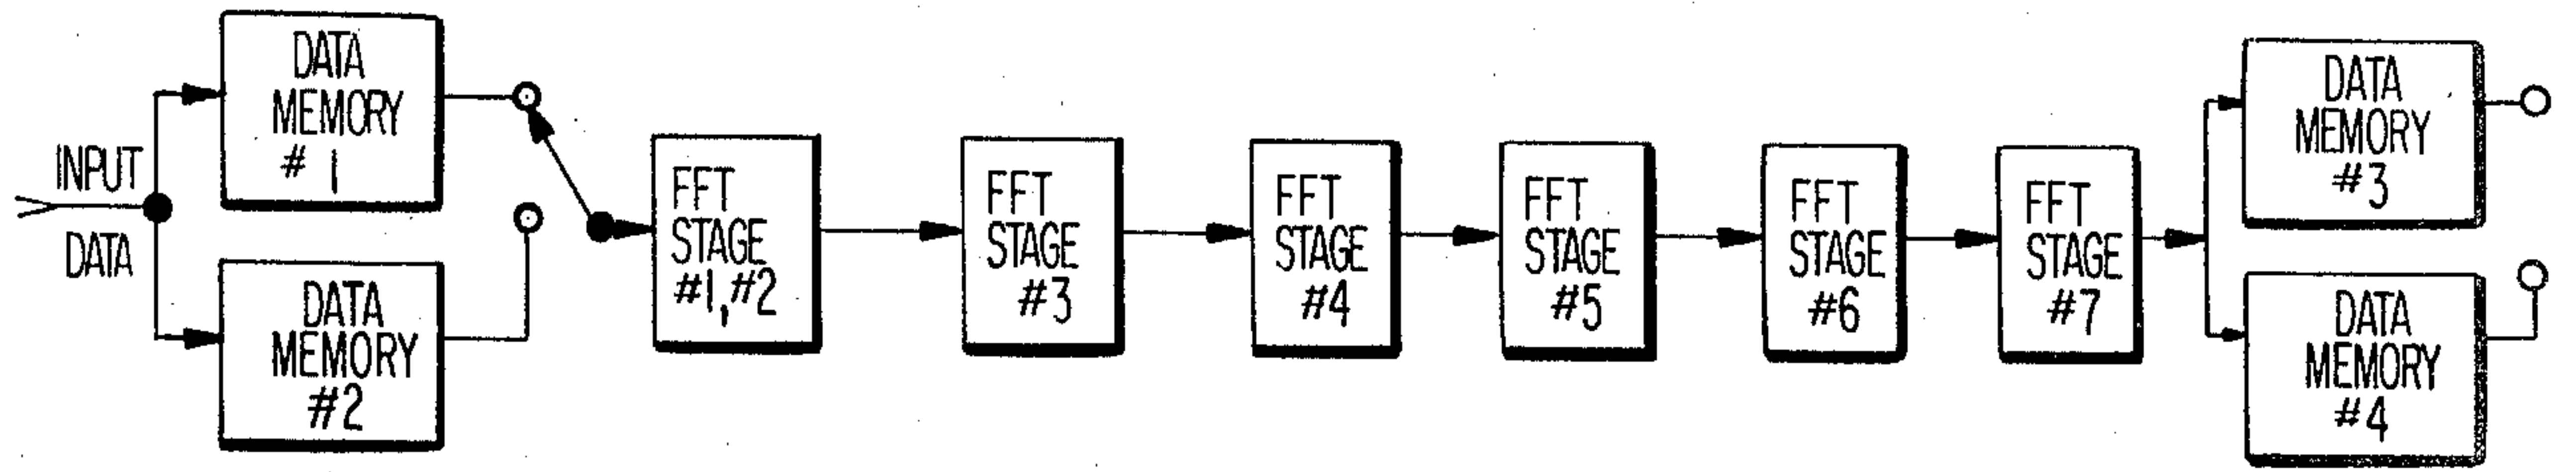 INPUT
DATA
DATA
MEMORY
# 1
DATA
MEMORY
#2
FFT
STAGE
#1,#2
FFT
STAGE
#3
FFT
STAGE
#4
FFT
STAGE
#5
FFT
STAGE
#6
FFT
STAGE
#7
DATA
MEMORY
#3
DATA
MEMORY
#4